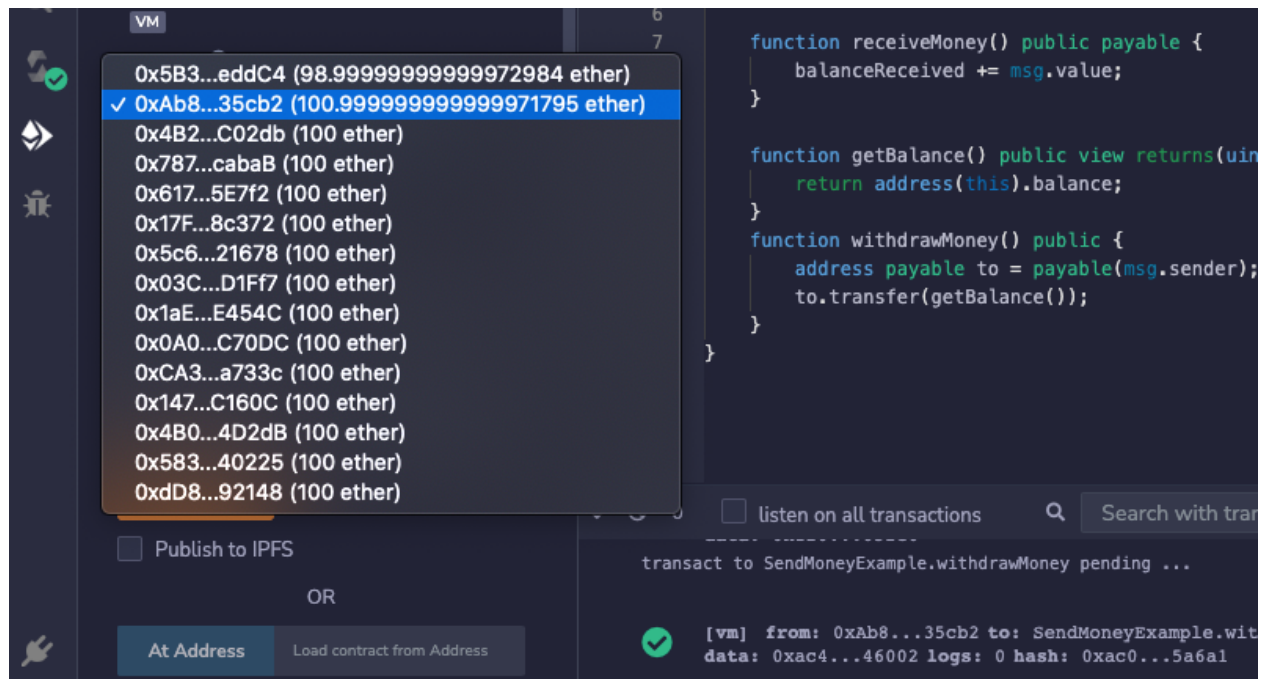 VM
0x5B3...eddC4 (98.99999999999972984 ether)
✓ 0xAb8...35cb2 (100.999999999999971795 ether)
0x4B2...C02db (100 ether)
0x787...cabaB (100 ether)
0x617...5E7f2 (100 ether)
0x17F...8c372 (100 ether)
0x5c6...21678 (100 ether)
0x03C...D1Ff7 (100 ether)
0x1aE...E454C (100 ether)
0x0A0...C70DC (100 ether)
0xCA3...a733c (100 ether)
0x147...C160C (100 ether)
0x4B0...4D2dB (100 ether)
0x583...40225 (100 ether)
0xdD8...92148 (100 ether)
Publish to IPFS
OR
At Address
Load contract from Address
6
7
function receiveMoney() public payable {
balanceReceived += msg.value;
}
function getBalance() public view returns(uin
return address(this).balance;
}
function withdrawMoney() public {
address payable to = payable(msg.sender);
to.transfer(getBalance());
}
}
listen on all transactions
Search with tran
transact to SendMoneyExample.withdrawMoney pending ...
[vm] from: 0xAb8...35cb2 to: SendMoneyExample.wit
data: 0xac4...46002 logs: 0 hash: 0xac0...5a6a1